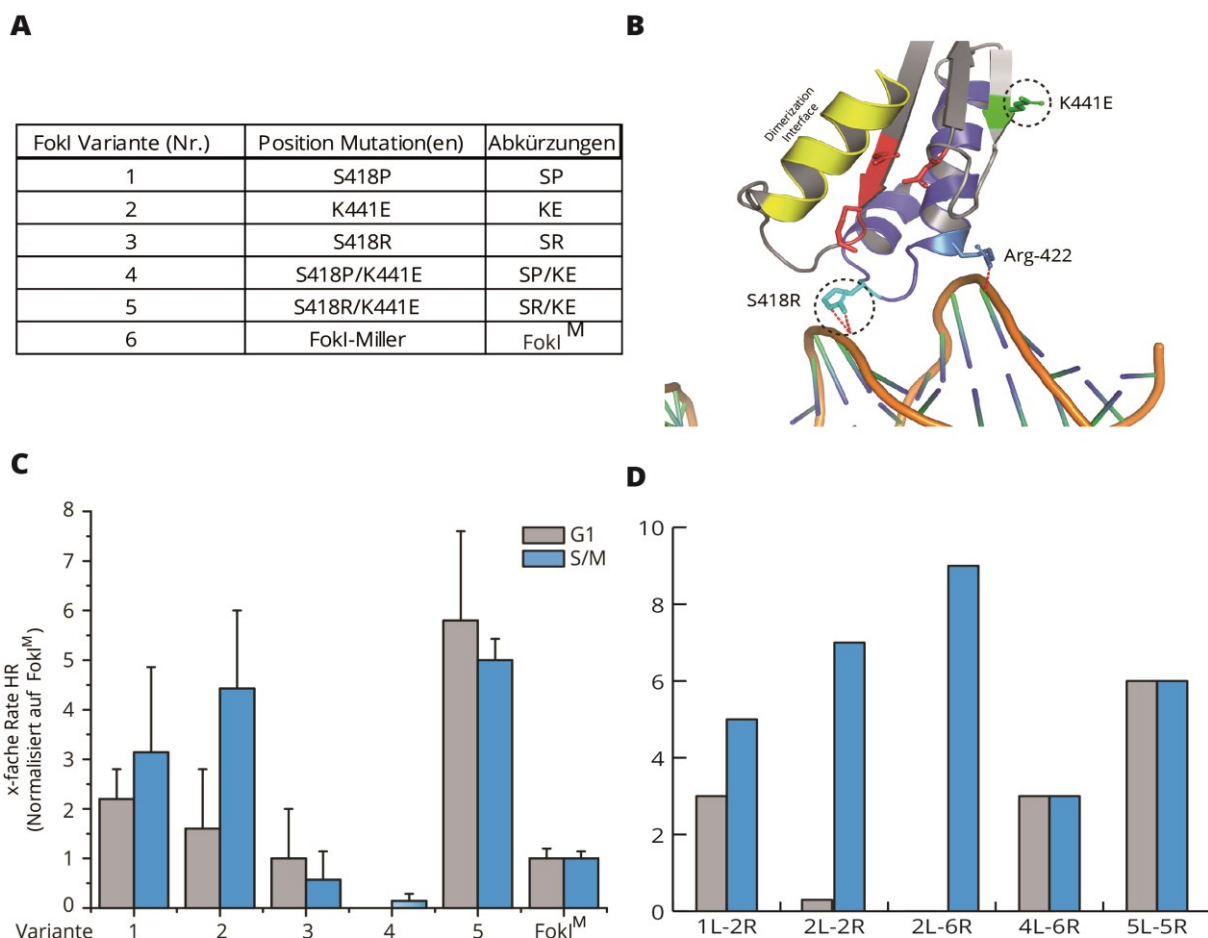 A
FokI Variante (Nr.) Position Mutation(en) Abkürzungen
1 S418P SP
2 K441E KE
3 S418R SR
4 S418P/K441E SP/KE
5 S418R/K441E SR/KE
6 FokI-Miller FokI M
B
Dimerization
Interface
K441E
Arg-422
S418R
C
x-fache Rate HR
(Normalisiert auf FokI M)
8
7
6
5
4
3
2
1
0
G1
S/M
Variante 1 2 3 4 5 FokI M
D
10
8
6
4
2
0
1L-2R 2L-2R 2L-6R 4L-6R 5L-5R